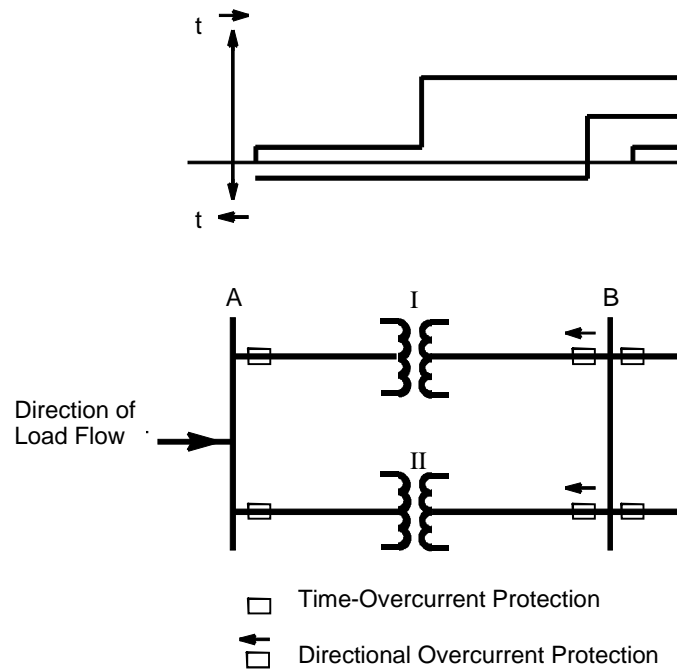 t
t
A
I
B
Direction of
Load Flow
II
Time-Overcurrent Protection
Directional Overcurrent Protection